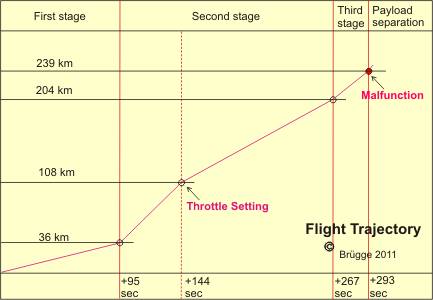 First stage
Second stage
Third
stage
Payload
separation
239 km
204 km
Malfunction
108 km
Throttle Setting
36 km
Flight Trajectory
©
Brügge 2011
+95
sec
+144
sec
+267
sec
+293
sec